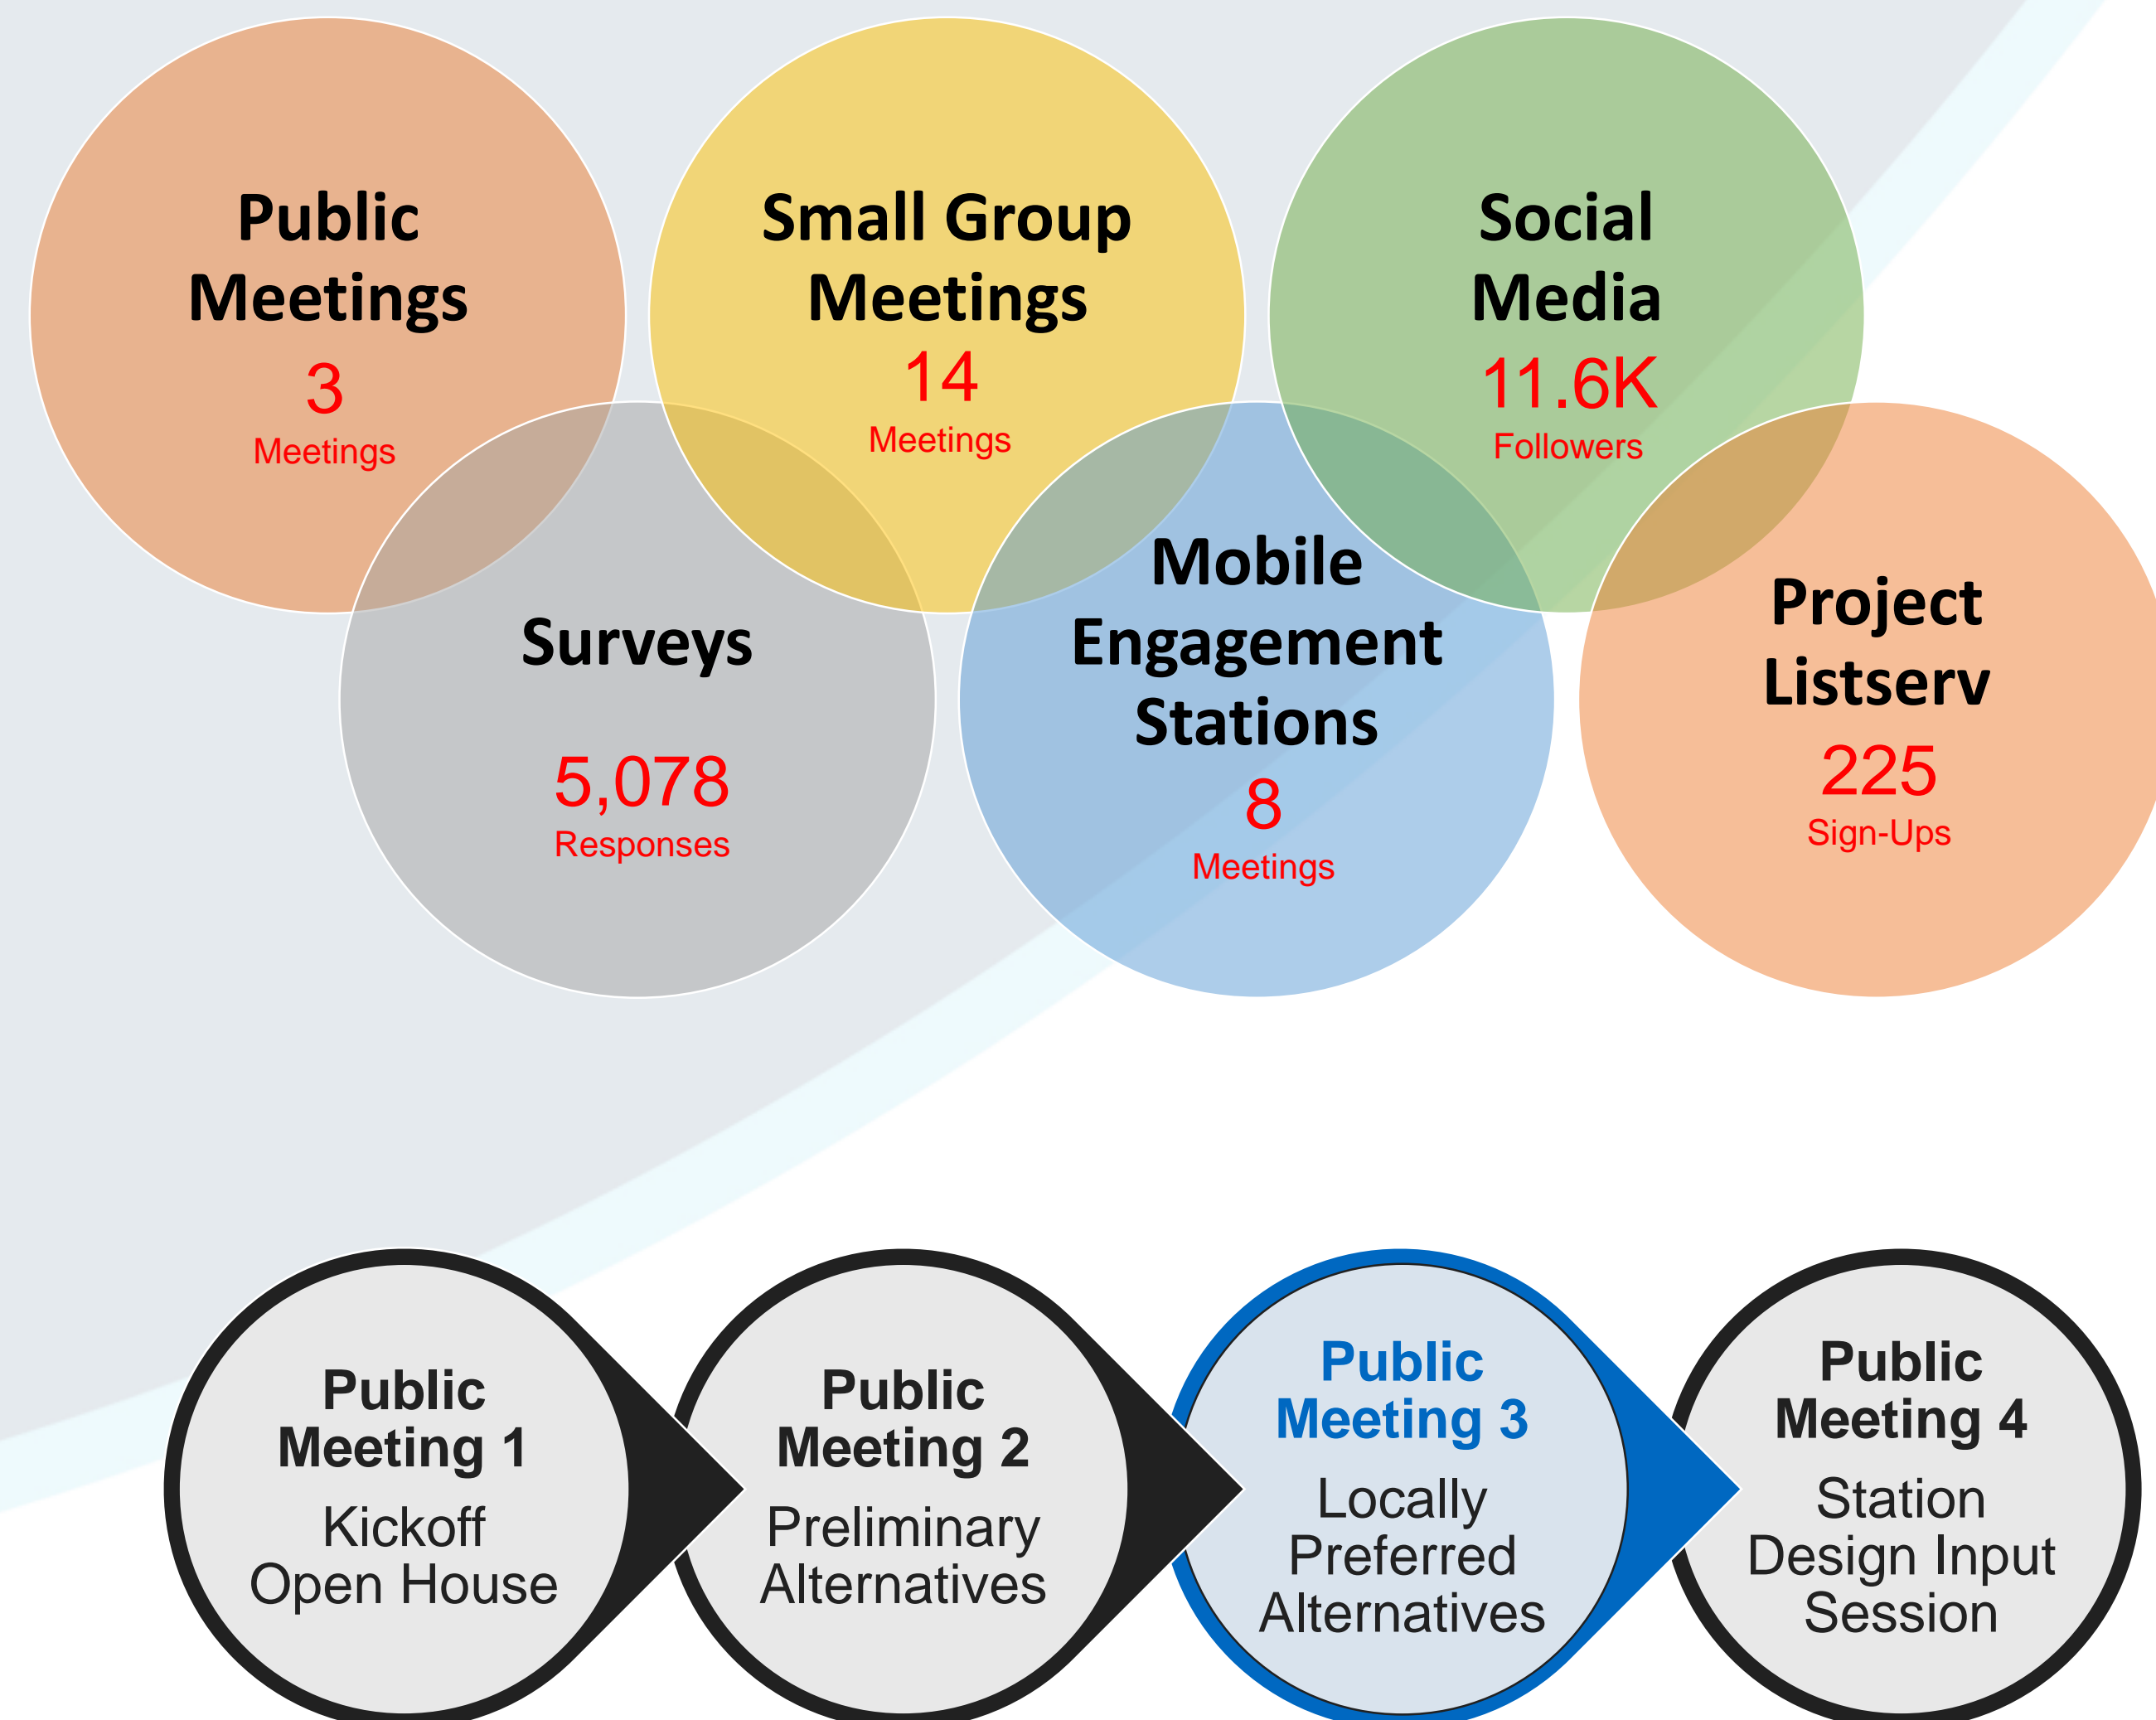 Public
Meetings
3
Meetings
Small Group
Meetings
14
Meetings
Social
Media
11.6K
Followers
Surveys
5,078
Responses
Mobile
Engagement
Stations
8
Meetings
Project
Listserv
225
Sign-Ups
Public
Meeting 1
Kickoff
Open House
Public
Meeting 2
Preliminary
Alternatives
Public
Meeting 3
Locally
Preferred
Alternatives
Public
Meeting 4
Station
Design Input
Session